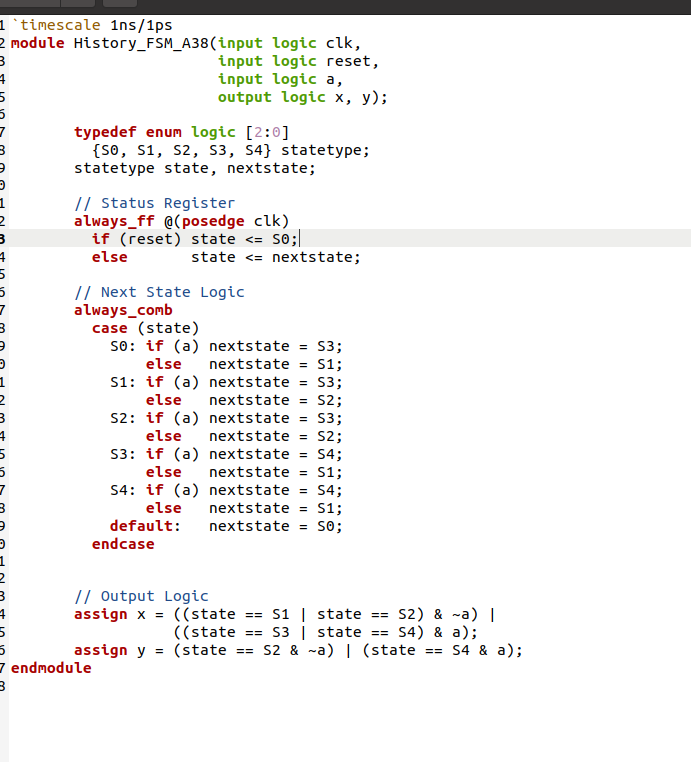 1 `timescale 1ns/1ps
2 module History_FSM_A38(input logic clk,
3                        input logic reset,
4                        input logic a,
5                        output logic x, y);
6
7        typedef enum logic [2:0]
8          {S0, S1, S2, S3, S4} statetype;
9        statetype state, nextstate;
0
1        // Status Register
2        always_ff @(posedge clk)
3          if (reset) state <= S0;
4          else       state <= nextstate;
5
6        // Next State Logic
7        always_comb
8          case (state)
9            S0: if (a) nextstate = S3;
0                else   nextstate = S1;
1            S1: if (a) nextstate = S3;
2                else   nextstate = S2;
3            S2: if (a) nextstate = S3;
4                else   nextstate = S2;
5            S3: if (a) nextstate = S4;
6                else   nextstate = S1;
7            S4: if (a) nextstate = S4;
8                else   nextstate = S1;
9            default:   nextstate = S0;
0          endcase
1
2
3        // Output Logic
4        assign x = ((state == S1 | state == S2) & ~a) |
5                   ((state == S3 | state == S4) & a);
6        assign y = (state == S2 & ~a) | (state == S4 & a);
7 endmodule
8